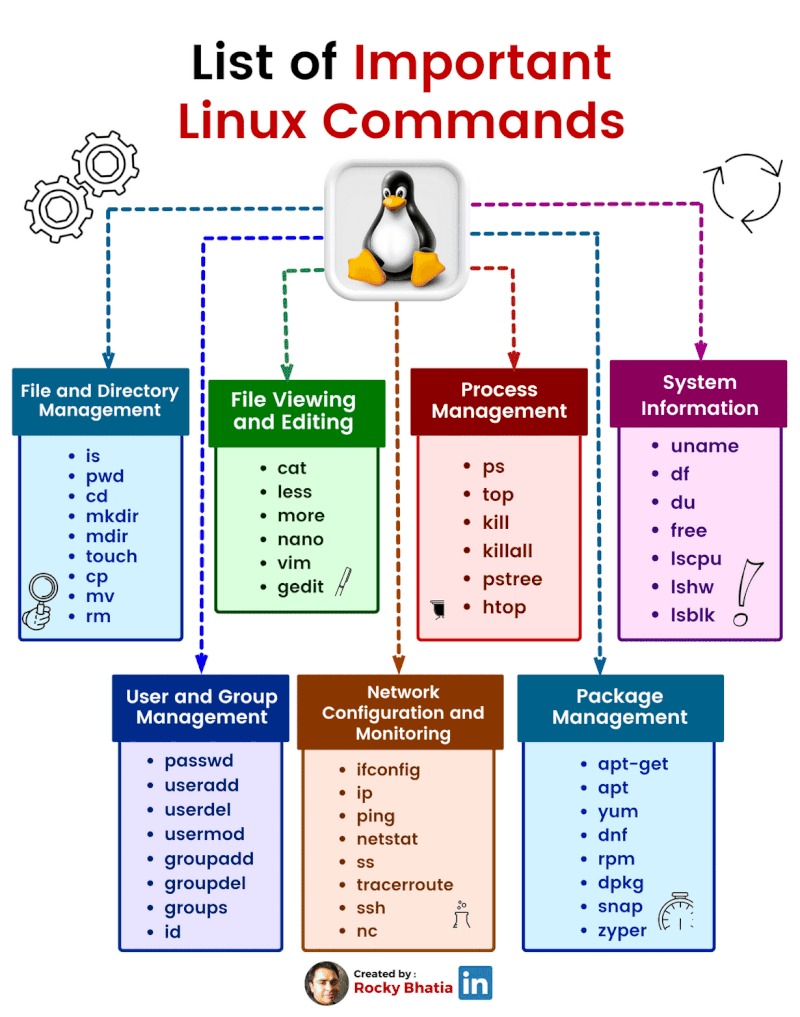 List of Important
Linux Commands
File and Directory
Management
is
pwd
cd
mkdir
mdir
touch
cp
mv
rm
File Viewing
and Editing
cat
less
more
nano
vim
gedit
Process
Management
ps
top
kill
killall
pstree
htop
System
Information
uname
df
du
free
lscpu
lshw
lsblk
User and Group
Management
passwd
useradd
userdel
usermod
groupadd
groupdel
groups
id
Network
Configuration and
Monitoring
ifconfig
ip
ping
netstat
ss
tracerroute
ssh
nc
Package
Management
apt-get
apt
yum
dnf
rpm
dpkg
snap
zyper
Created by :
Rocky Bhatia
in